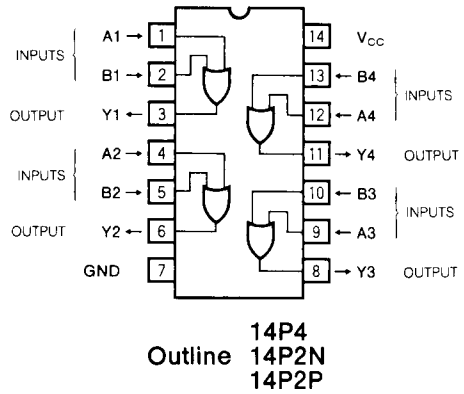 A1 → 1 14 VCC
INPUTS
B1 → 2 13 ← B4
INPUTS
OUTPUT Y1 ← 3 12 ← A4
A2 → 4 11 → Y4 OUTPUT
INPUTS
B2 → 5 10 ← B3
INPUTS
OUTPUT Y2 ← 6 9 ← A3
GND 7 8 → Y3 OUTPUT
14P4
Outline 14P2N
14P2P